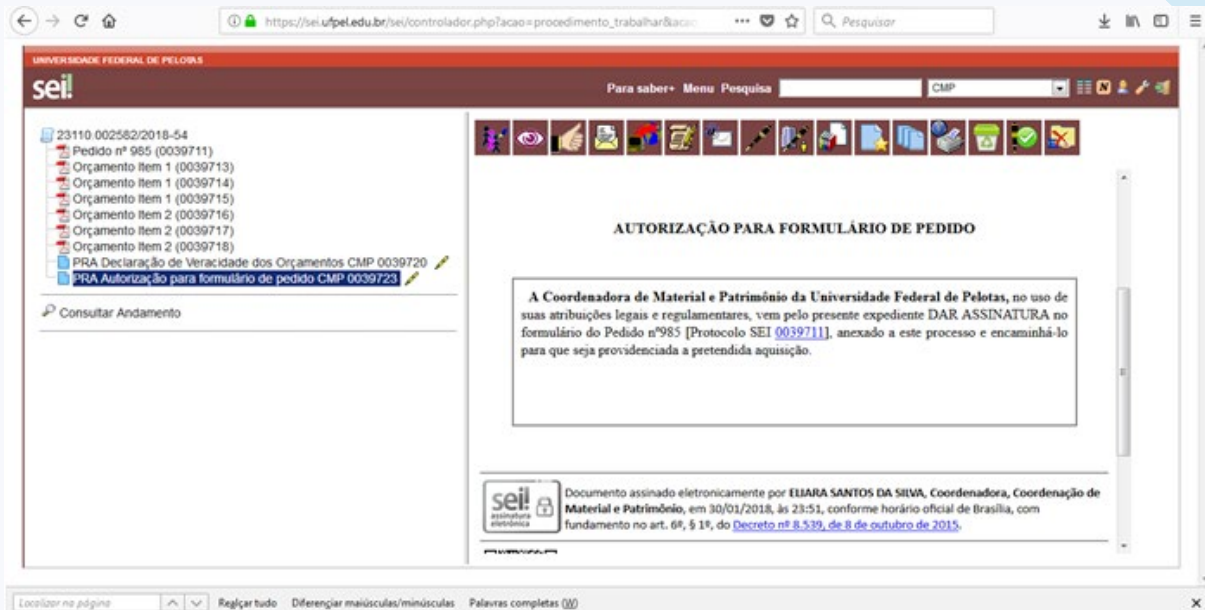 https://sei.ufpel.edu.br/sei/controlador.php?acao=procedimento_trabalhar&acao
Pesquisar
UNIVERSIDADE FEDERAL DE PELOTAS
sei!
Para saber+ Menu Pesquisa
CMP
23110.002582/2018-54
Pedido nº 985 (0039711)
Orçamento Item 1 (0039713)
Orçamento Item 1 (0039714)
Orçamento Item 1 (0039715)
Orçamento Item 2 (0039716)
Orçamento Item 2 (0039717)
Orçamento Item 2 (0039718)
PRA Declaração de Veracidade dos Orçamentos CMP 0039720
PRA Autorização para formulário de pedido CMP 0039723
Consultar Andamento
AUTORIZAÇÃO PARA FORMULÁRIO DE PEDIDO
A Coordenadora de Material e Patrimônio da Universidade Federal de Pelotas, no uso de
suas atribuições legais e regulamentares, vem pelo presente expediente DAR ASSINATURA no
formulário do Pedido nº985 [Protocolo SEI 0039711], anexado a este processo e encaminhá-lo
para que seja providenciada a pretendida aquisição.
sei!
assinatura
eletrônica
Documento assinado eletronicamente por ELIARA SANTOS DA SILVA, Coordenadora, Coordenação de
Material e Patrimônio, em 30/01/2018, às 23:51, conforme horário oficial de Brasília, com
fundamento no art. 6º, § 1º, do Decreto nº 8.539, de 8 de outubro de 2015.
Localizar na página
Realçar tudo Diferençiar maiúsculas/minúsculas Palavras completas (W)